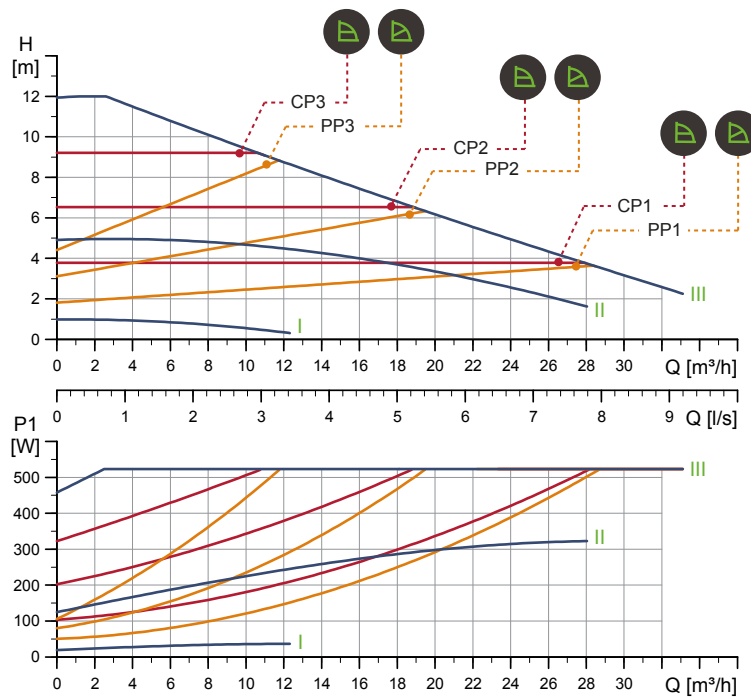 H
[m]
12
10
8
6
4
2
0
CP3
PP3
CP2
PP2
CP1
PP1
I
II
III
0 2 4 6 8 10 12 14 16 18 20 22 24 26 28 30 Q [m³/h]
0 1 2 3 4 5 6 7 8 9 Q [l/s]
P1
[W]
500
400
300
200
100
0
III
II
I
0 2 4 6 8 10 12 14 16 18 20 22 24 26 28 30 Q [m³/h]